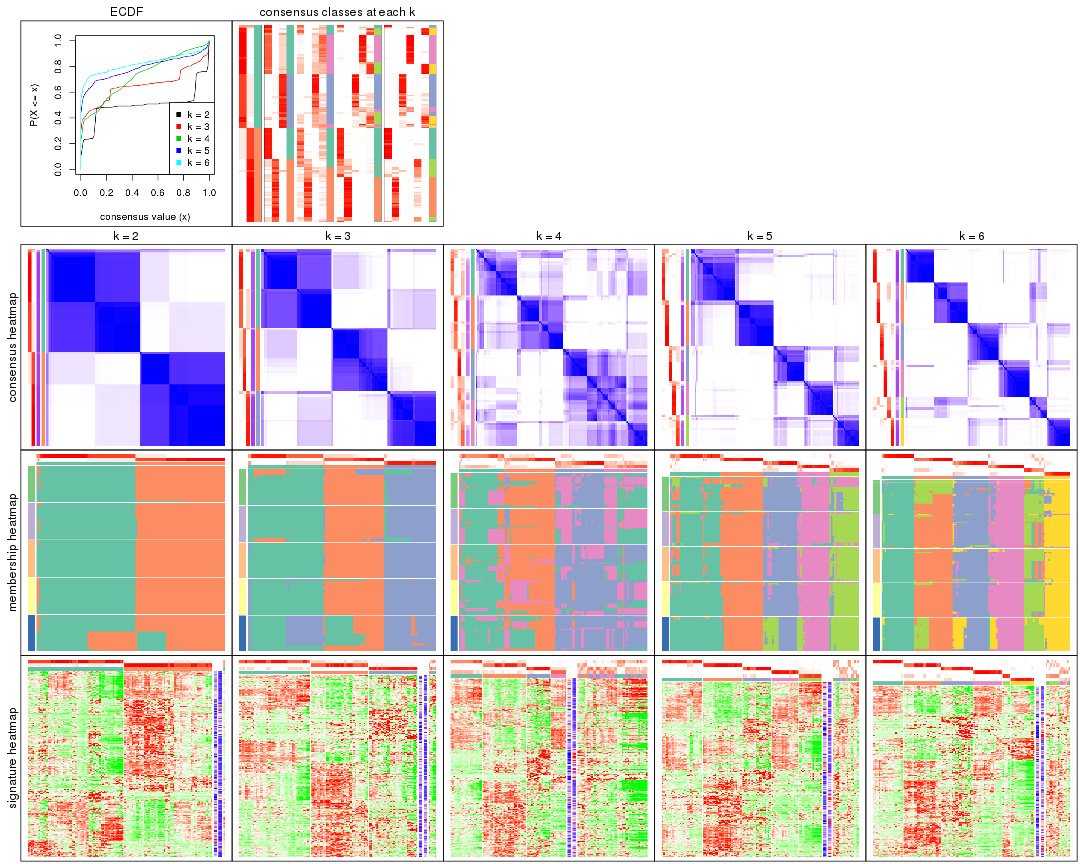 ECDF
consensus classes at each k
P(X <= x)
0.0 0.2 0.4 0.6 0.8 1.0
k = 2
k = 3
k = 4
k = 5
k = 6
0.0 0.2 0.4 0.6 0.8 1.0
consensus value (x)
k = 2
k = 3
k = 4
k = 5
k = 6
consensus heatmap
membership heatmap
signature heatmap